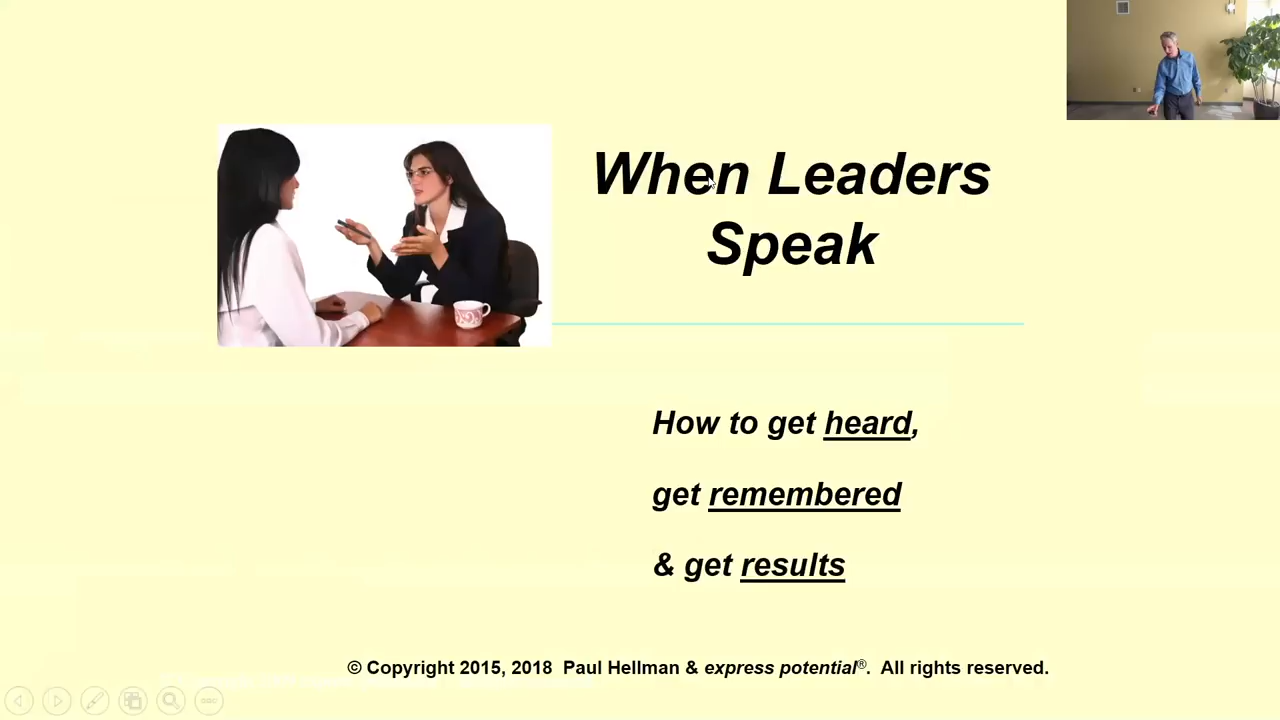 When Leaders
Speak
How to get heard,
get remembered
& get results
© Copyright 2015, 2018 Paul Hellman & express potential®. All rights reserved.